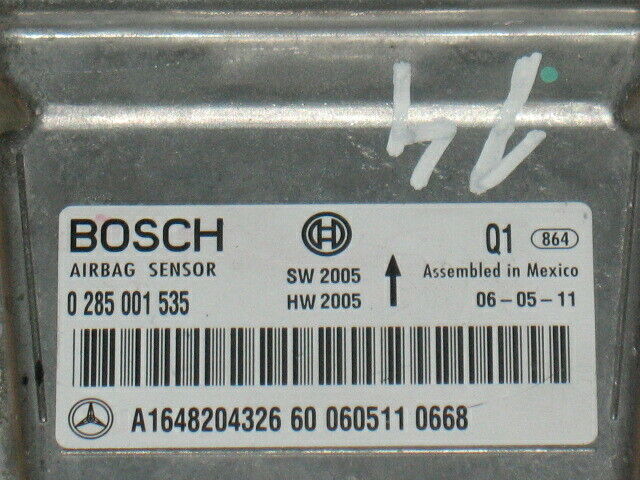 14
BOSCH
AIRBAG SENSOR
0 285 001 535
SW 2005
HW 2005
Q1 864
Assembled in Mexico
06-05-11
A1648204326 60 060511 0668